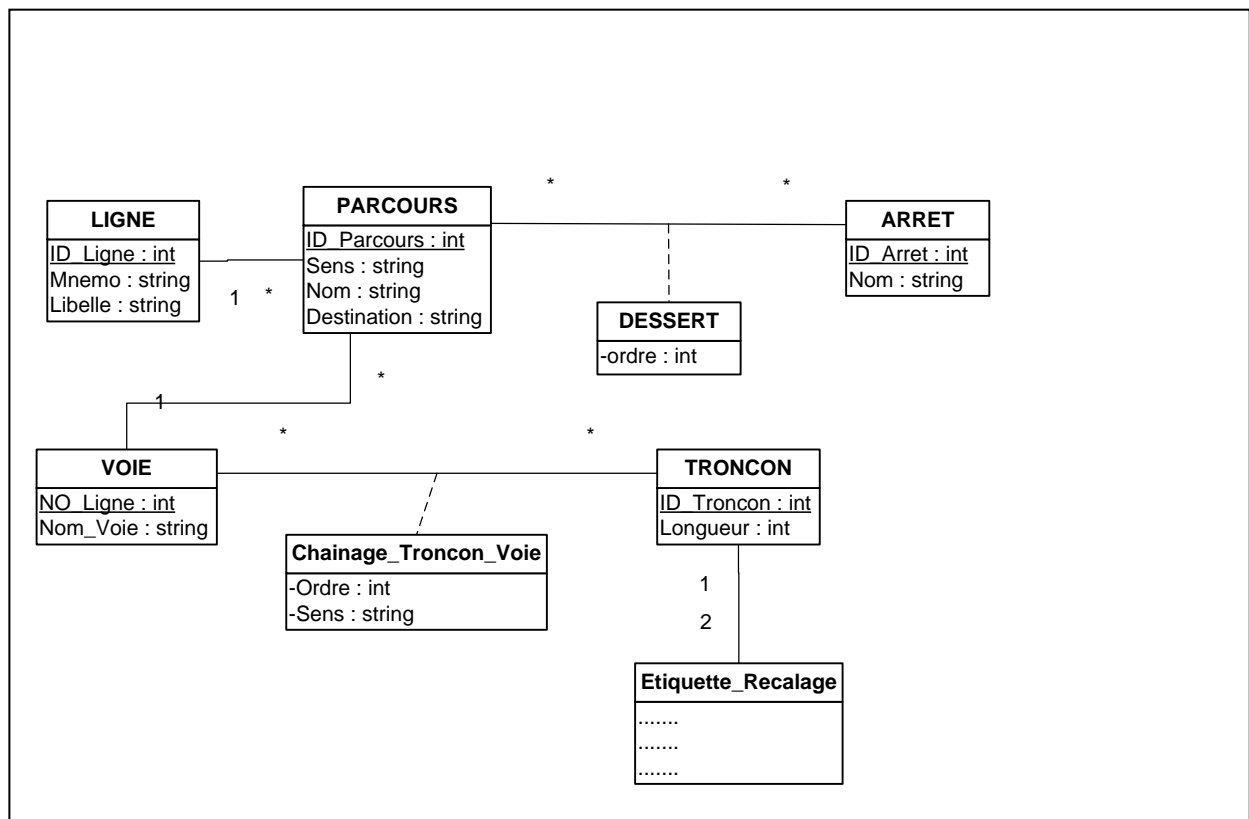 LIGNE
ID_Ligne : int
Mnemo : string
Libelle : string
1
*
PARCOURS
ID_Parcours : int
Sens : string
Nom : string
Destination : string
*
*
ARRET
ID_Arret : int
Nom : string
DESSERT
-ordre : int
*
1
VOIE
NO_Ligne : int
Nom_Voie : string
*
*
TRONCON
ID_Troncon : int
Longueur : int
Chainage_Troncon_Voie
-Ordre : int
-Sens : string
1
2
Etiquette_Recalage
.......
.......
.......